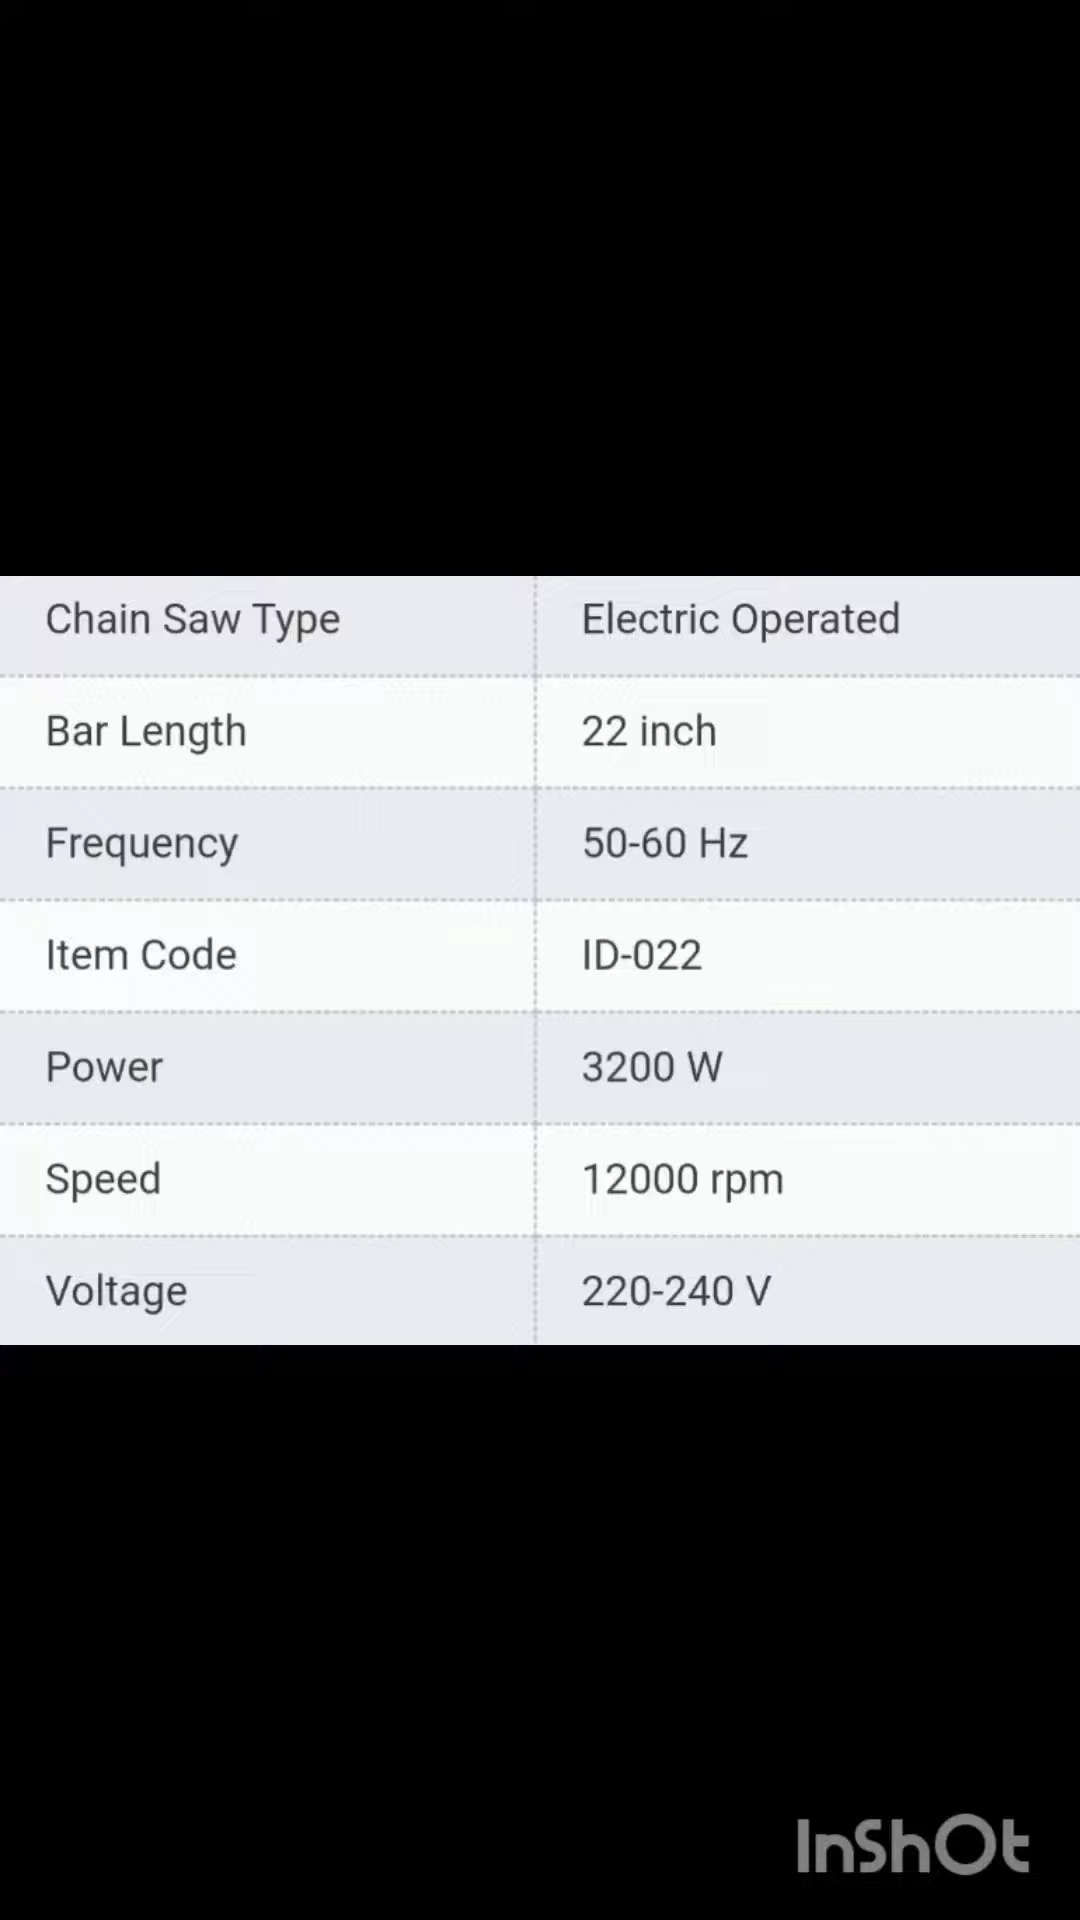 Chain Saw Type Electric Operated
Bar Length 22 inch
Frequency 50-60 Hz
Item Code ID-022
Power 3200 W
Speed 12000 rpm
Voltage 220-240 V
InShOt